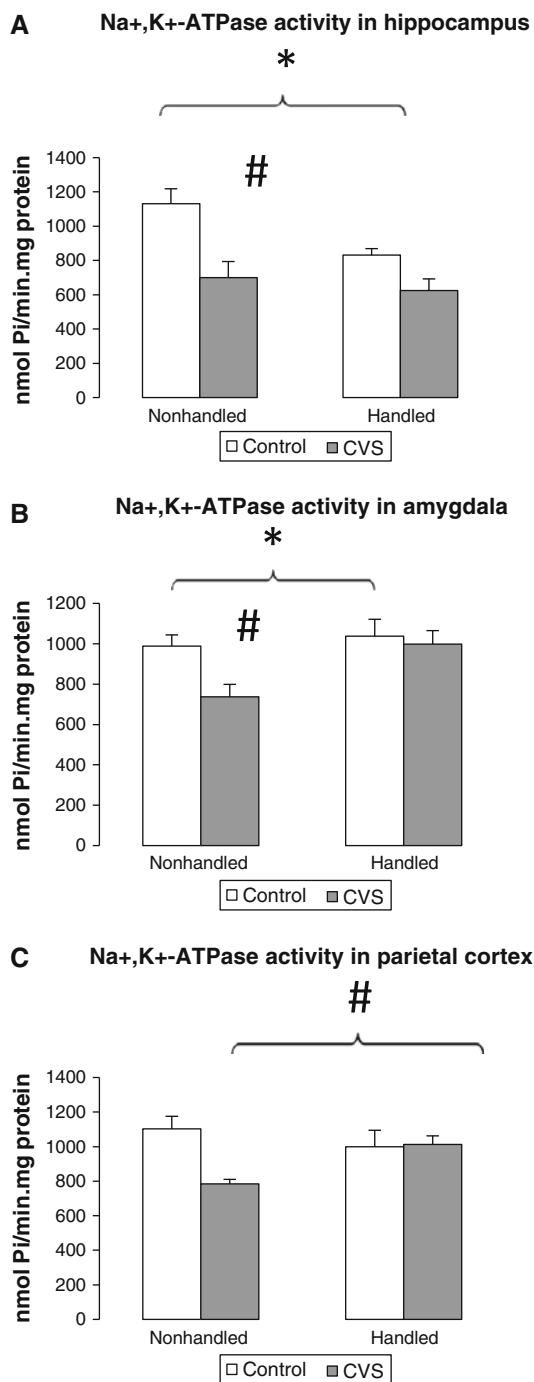 A Na+,K+-ATPase activity in hippocampus
*
#
nmol Pi/min.mg protein
1400
1200
1000
800
600
400
200
0
Nonhandled Handled
Control CVS
B Na+,K+-ATPase activity in amygdala
*
#
nmol Pi/min.mg protein
1200
1000
800
600
400
200
0
Nonhandled Handled
Control CVS
C Na+,K+-ATPase activity in parietal cortex
#
nmol Pi/min.mg protein
1400
1200
1000
800
600
400
200
0
Nonhandled Handled
Control CVS